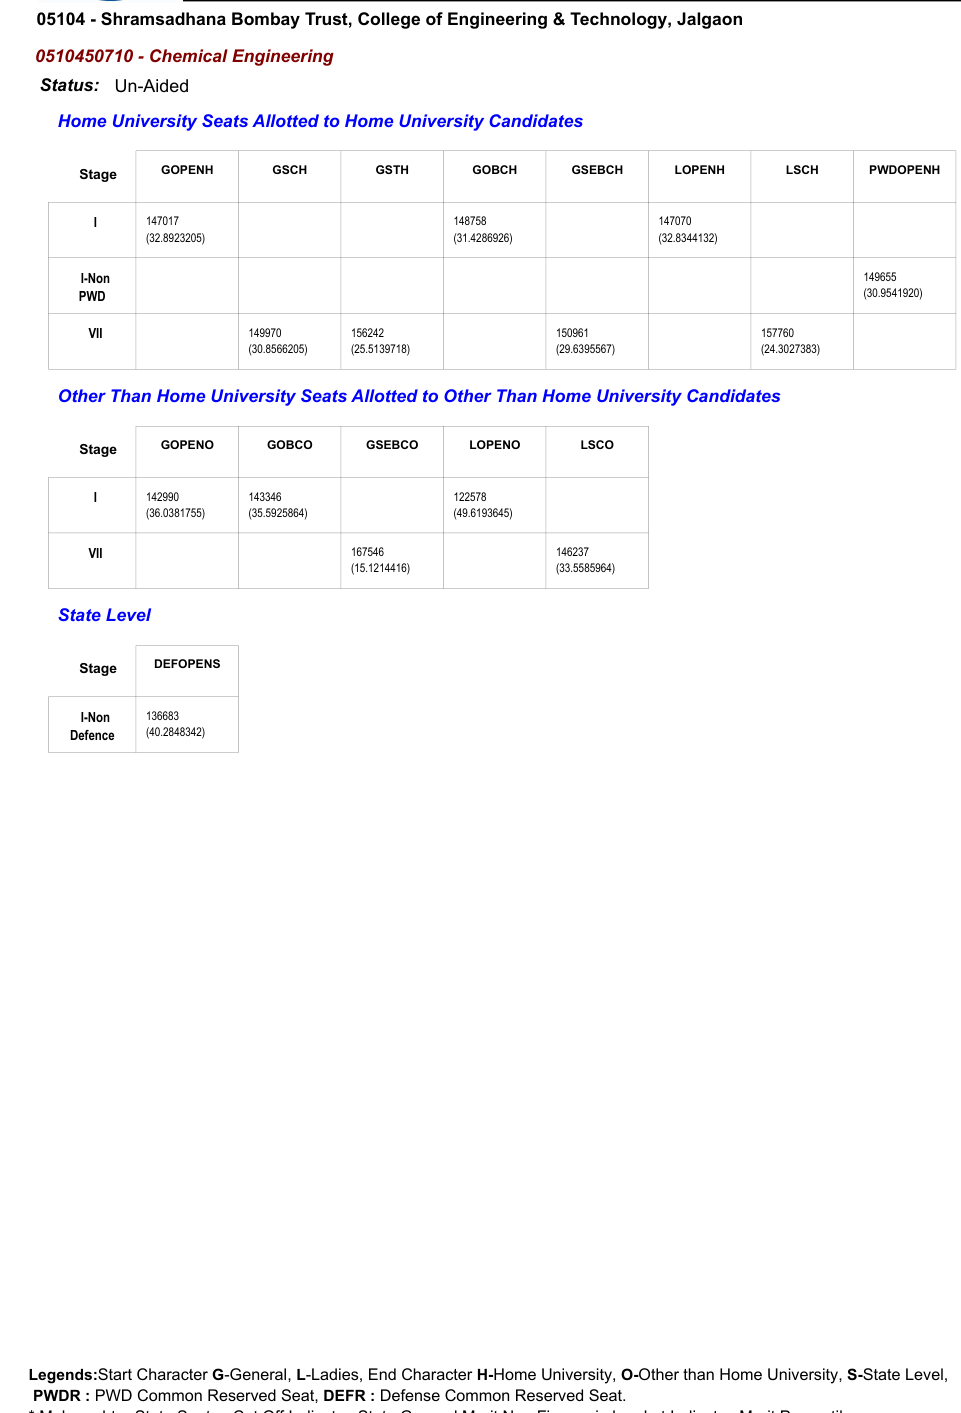 05104 - Shramsadhana Bombay Trust, College of Engineering & Technology, Jalgaon
0510450710 - Chemical Engineering
Status: Un-Aided
Home University Seats Allotted to Home University Candidates
Stage GOPENH GSCH GSTH GOBCH GSEBCH LOPENH LSCH PWDOPENH
I 147017 148758 147070
(32.8923205) (31.4286926) (32.8344132)
I-Non 149655
PWD (30.9541920)
VII 149970 156242 150961 157760
(30.8566205) (25.5139718) (29.6395567) (24.3027383)
Other Than Home University Seats Allotted to Other Than Home University Candidates
Stage GOPENO GOBCO GSEBCO LOPENO LSCO
I 142990 143346 122578
(36.0381755) (35.5925864) (49.6193645)
VII 167546 146237
(15.1214416) (33.5585964)
State Level
Stage DEFOPENS
I-Non 136683
Defence (40.2848342)
Legends:Start Character G-General, L-Ladies, End Character H-Home University, O-Other than Home University, S-State Level,
PWDR : PWD Common Reserved Seat, DEFR : Defense Common Reserved Seat.